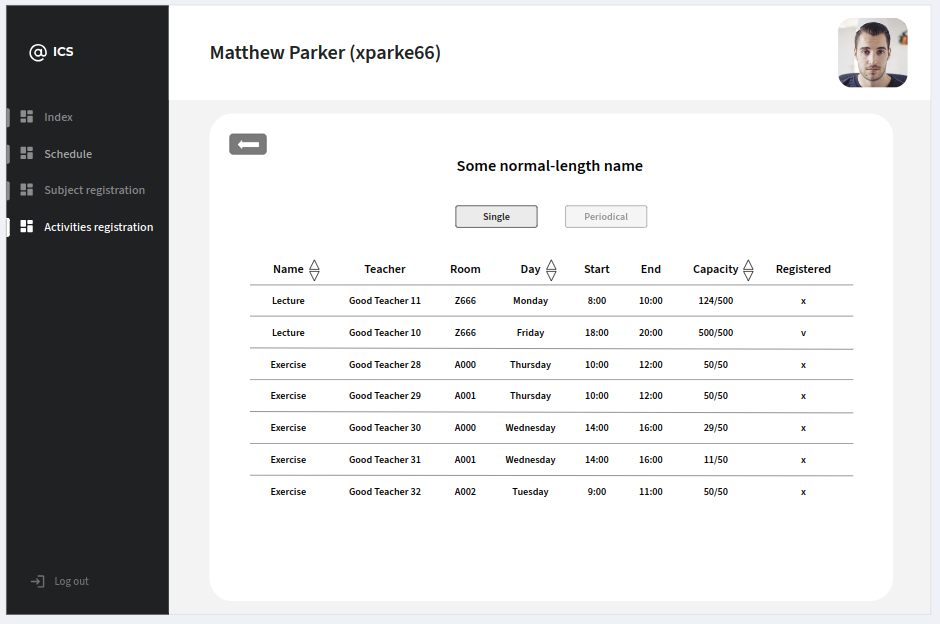 @ ICS
Matthew Parker (xparke66)
Index
Schedule
Subject registration
Activities registration
Log out
Some normal-length name
Single Periodical
Name Teacher Room Day Start End Capacity Registered
Lecture Good Teacher 11 Z666 Monday 8:00 10:00 124/500 x
Lecture Good Teacher 10 Z666 Friday 18:00 20:00 500/500 v
Exercise Good Teacher 28 A000 Thursday 10:00 12:00 50/50 x
Exercise Good Teacher 29 A001 Thursday 10:00 12:00 50/50 x
Exercise Good Teacher 30 A000 Wednesday 14:00 16:00 29/50 x
Exercise Good Teacher 31 A001 Wednesday 14:00 16:00 11/50 x
Exercise Good Teacher 32 A002 Tuesday 9:00 11:00 50/50 x